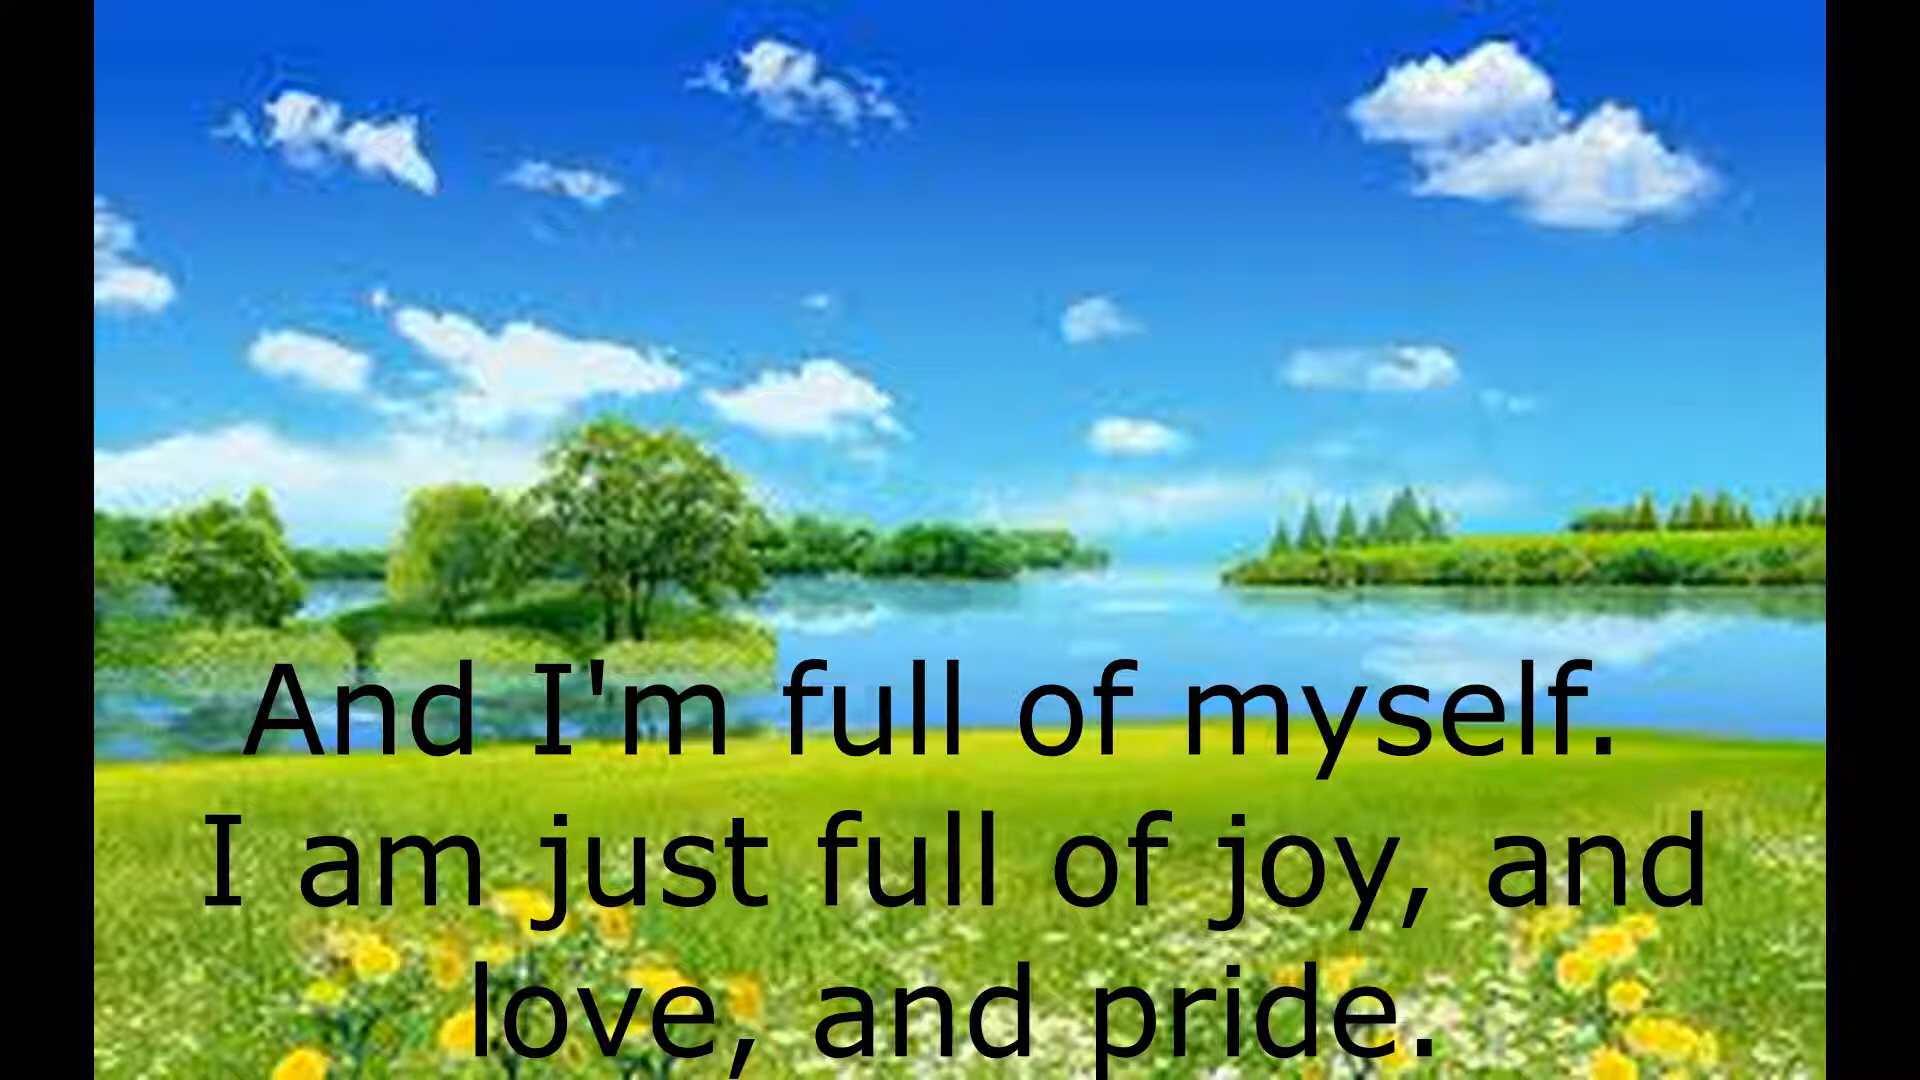 And I'm full of myself.
I am just full of joy, and
love, and pride.